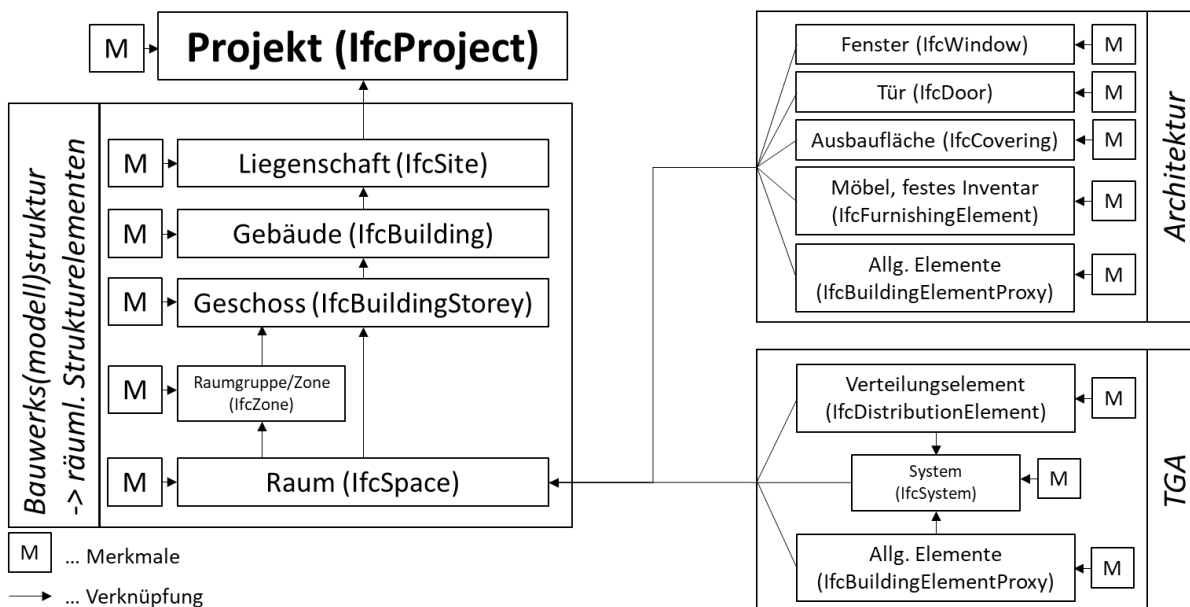 M
Projekt (IfcProject)
Bauwerks(modell)struktur
-> räuml. Strukturelementen
M
Liegenschaft (IfcSite)
M
Gebäude (IfcBuilding)
M
Geschoss (IfcBuildingStorey)
M
Raumgruppe/Zone
(IfcZone)
M
Raum (IfcSpace)
M
... Merkmale
... Verknüpfung
Fenster (IfcWindow)
M
Tür (IfcDoor)
M
Ausbaufläche (IfcCovering)
M
Möbel, festes Inventar
(IfcFurnishingElement)
M
Allg. Elemente
(IfcBuildingElementProxy)
M
Architektur
Verteilungselement
(IfcDistributionElement)
M
System
(IfcSystem)
M
Allg. Elemente
(IfcBuildingElementProxy)
M
TGA